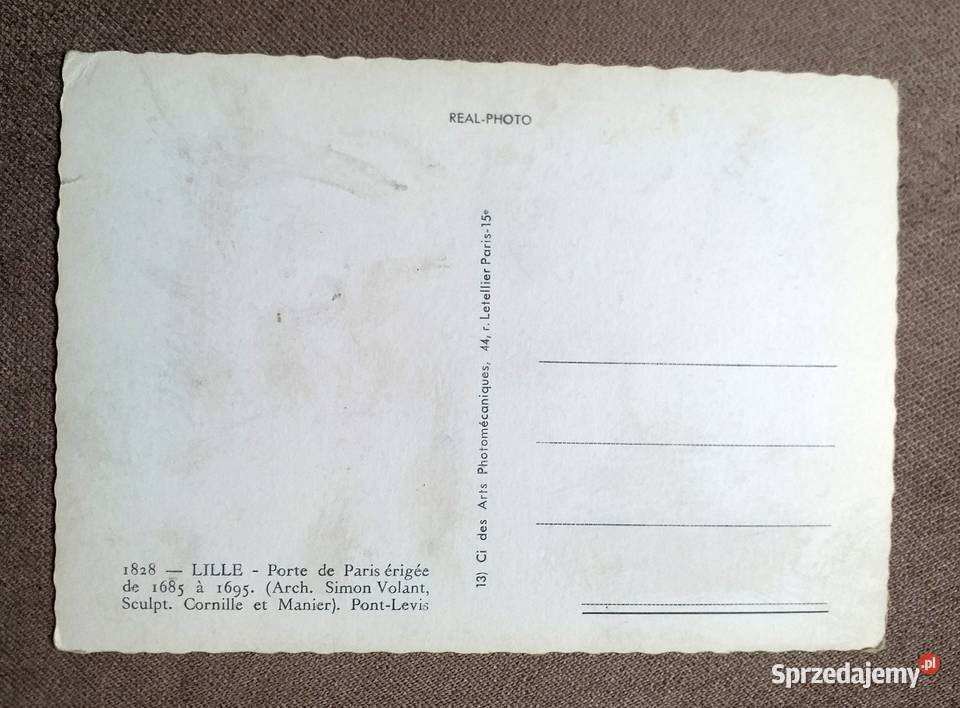 REAL-PHOTO
13) Ci des Arts Photomécaniques, 44, r. Letellier Paris-15e
1828 — LILLE - Porte de Paris érigée
de 1685 à 1695. (Arch. Simon Volant,
Sculpt. Cornille et Manier). Pont-Levis
Sprzedajemy.pl